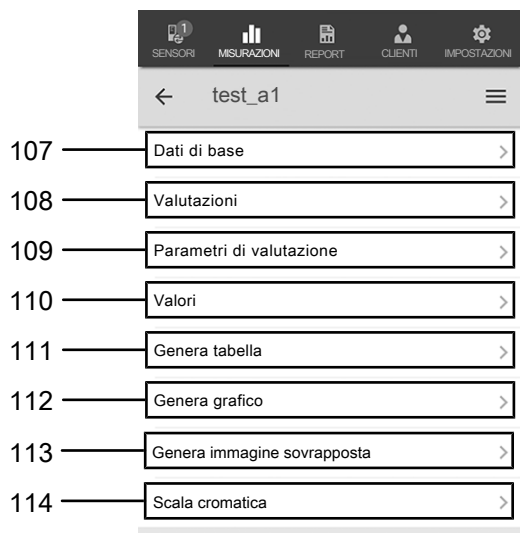 1
SENSORI MISURAZIONI REPORT CLIENTI IMPOSTAZIONI
test_a1
107 Dati di base
108 Valutazioni
109 Parametri di valutazione
110 Valori
111 Genera tabella
112 Genera grafico
113 Genera immagine sovrapposta
114 Scala cromatica